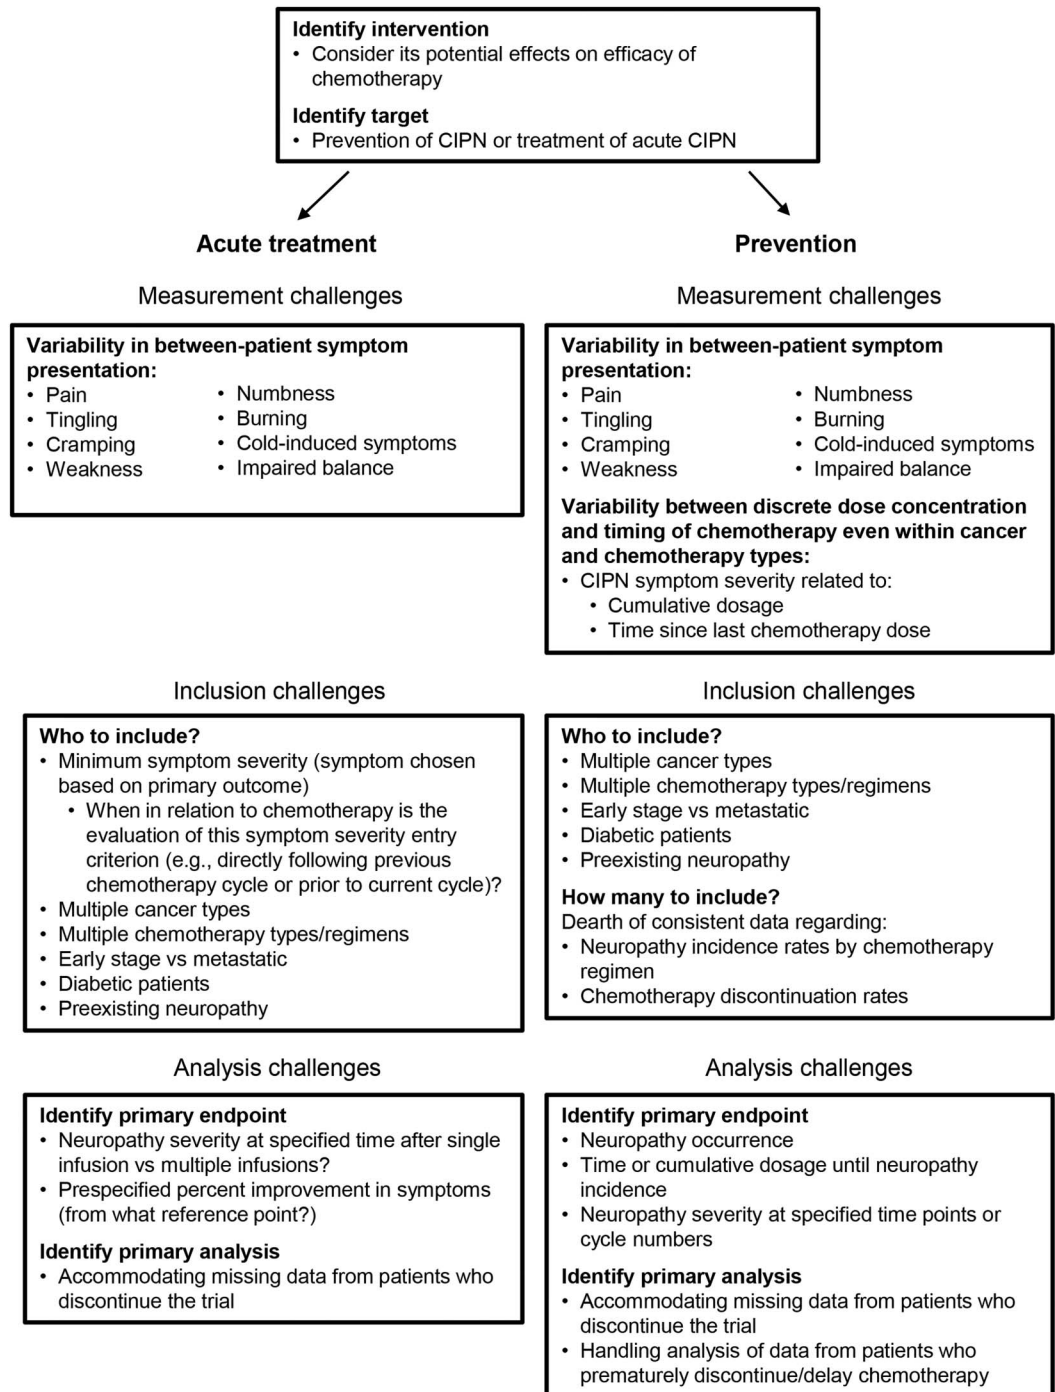 Identify intervention
• Consider its potential effects on efficacy of
chemotherapy
Identify target
• Prevention of CIPN or treatment of acute CIPN
Acute treatment
Measurement challenges
Variability in between-patient symptom
presentation:
• Pain
• Tingling
• Cramping
• Weakness
• Numbness
• Burning
• Cold-induced symptoms
• Impaired balance
Inclusion challenges
Who to include?
• Minimum symptom severity (symptom chosen
based on primary outcome)
• When in relation to chemotherapy is the
evaluation of this symptom severity entry
criterion (e.g., directly following previous
chemotherapy cycle or prior to current cycle)?
• Multiple cancer types
• Multiple chemotherapy types/regimens
• Early stage vs metastatic
• Diabetic patients
• Preexisting neuropathy
Analysis challenges
Identify primary endpoint
• Neuropathy severity at specified time after single
infusion vs multiple infusions?
• Prespecified percent improvement in symptoms
(from what reference point?)
Identify primary analysis
• Accommodating missing data from patients who
discontinue the trial
Prevention
Measurement challenges
Variability in between-patient symptom
presentation:
• Pain
• Tingling
• Cramping
• Weakness
• Numbness
• Burning
• Cold-induced symptoms
• Impaired balance
Variability between discrete dose concentration
and timing of chemotherapy even within cancer
and chemotherapy types:
• CIPN symptom severity related to:
• Cumulative dosage
• Time since last chemotherapy dose
Inclusion challenges
Who to include?
• Multiple cancer types
• Multiple chemotherapy types/regimens
• Early stage vs metastatic
• Diabetic patients
• Preexisting neuropathy
How many to include?
Dearth of consistent data regarding:
• Neuropathy incidence rates by chemotherapy
regimen
• Chemotherapy discontinuation rates
Analysis challenges
Identify primary endpoint
• Neuropathy occurrence
• Time or cumulative dosage until neuropathy
incidence
• Neuropathy severity at specified time points or
cycle numbers
Identify primary analysis
• Accommodating missing data from patients who
discontinue the trial
• Handling analysis of data from patients who
prematurely discontinue/delay chemotherapy